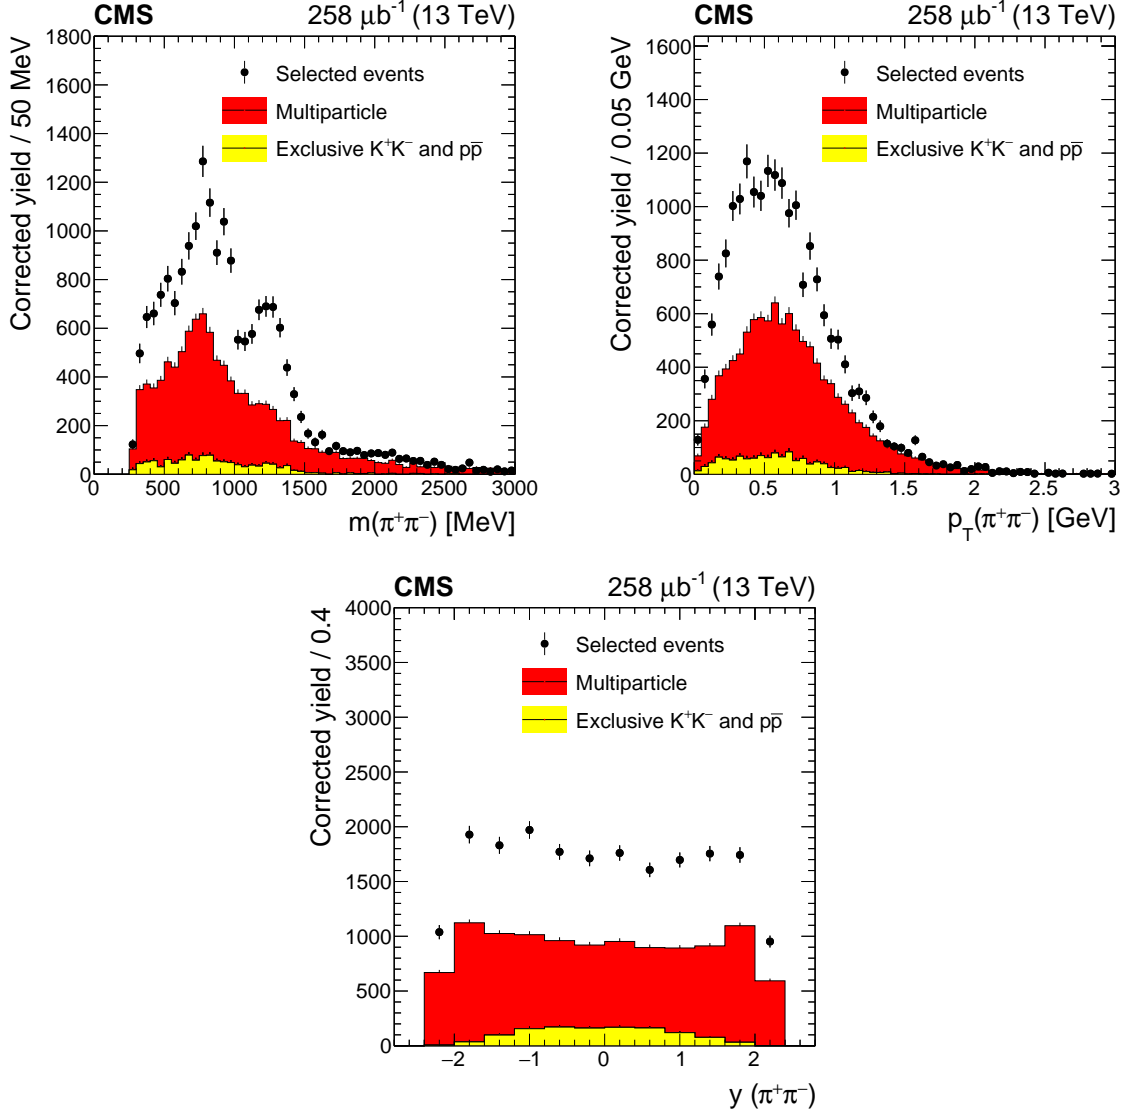 CMS 258 μb⁻¹ (13 TeV)
Corrected yield / 50 MeV
1800
1600
1400
1200
1000
800
600
400
200
0
Selected events
Multiparticle
Exclusive K⁺K⁻ and pp̅
0 500 1000 1500 2000 2500 3000
m(π⁺π⁻) [MeV]
CMS 258 μb⁻¹ (13 TeV)
Corrected yield / 0.05 GeV
1600
1400
1200
1000
800
600
400
200
0
Selected events
Multiparticle
Exclusive K⁺K⁻ and pp̅
0 0.5 1 1.5 2 2.5 3
p_T(π⁺π⁻) [GeV]
CMS 258 μb⁻¹ (13 TeV)
Corrected yield / 0.4
4000
3500
3000
2500
2000
1500
1000
500
0
Selected events
Multiparticle
Exclusive K⁺K⁻ and pp̅
−2 −1 0 1 2
y (π⁺π⁻)